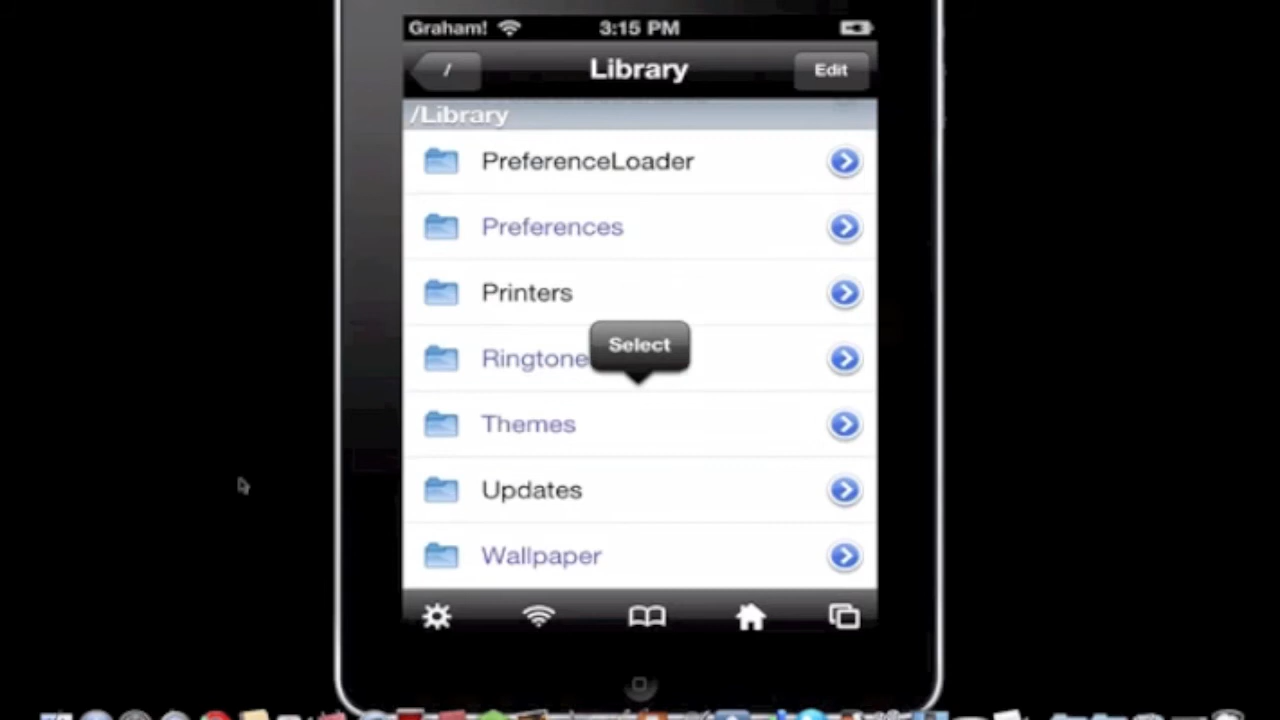 Graham! 3:15 PM
/ Library Edit
/Library
PreferenceLoader
Preferences
Printers
Select
Ringtone
Themes
Updates
Wallpaper